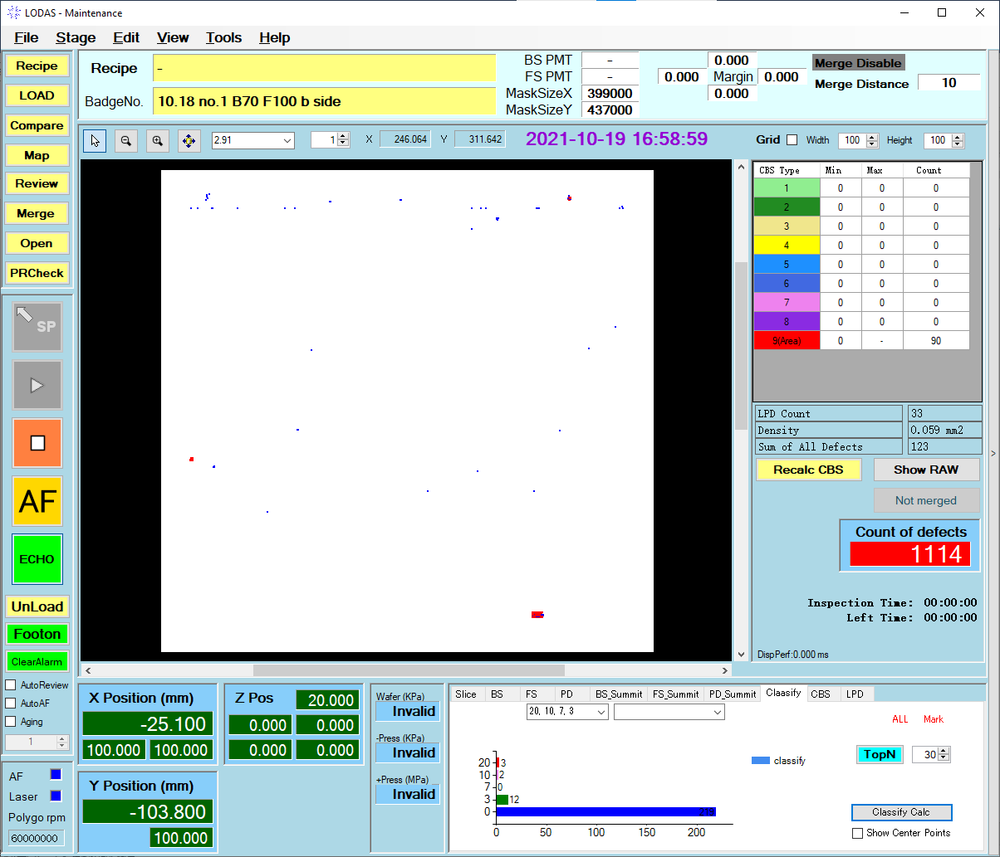 LODAS - Maintenance
File Stage Edit View Tools Help
Recipe
LOAD
Compare
Map
Review
Merge
Open
PRCheck
SP
AF
ECHO
UnLoad
Footon
ClearAlarm
AutoReview
AutoAF
Aging
1
AF
Laser
Polygo rpm
60000000
Recipe -
BadgeNo. 10.18 no.1 B70 F100 b side
BS PMT -
FS PMT -
MaskSizeX 399000
MaskSizeY 437000
0.000
0.000 Margin 0.000
0.000
Merge Disable
Merge Distance 10
2.91 1 X 246.064 Y 311.642 2021-10-19 16:58:59 Grid Width 100 Height 100
CBS Type Min Max Count
1 0 0 0
2 0 0 0
3 0 0 0
4 0 0 0
5 0 0 0
6 0 0 0
7 0 0 0
8 0 0 0
9(Area) 0 - 90
LPD Count 33
Density 0.059 mm2
Sum of All Defects 123
Recalc CBS Show RAW
Not merged
Count of defects
1114
Inspection Time: 00:00:00
Left Time: 00:00:00
DispPerf:0.000 ms
X Position (mm)
-25.100
100.000 100.000
Y Position (mm)
-103.800
100.000
Z Pos 20.000
0.000 0.000
0.000 0.000
Wafer (KPa)
Invalid
-Press (KPa)
Invalid
+Press (MPa)
Invalid
Slice BS FS PD BS_Summit FS_Summit PD_Summit Claasify CBS LPD
20, 10, 7, 3
ALL Mark
20 3
10 2
7 0
3 12
0 219
0 50 100 150 200
classify
TopN 30
Classify Calc
Show Center Points